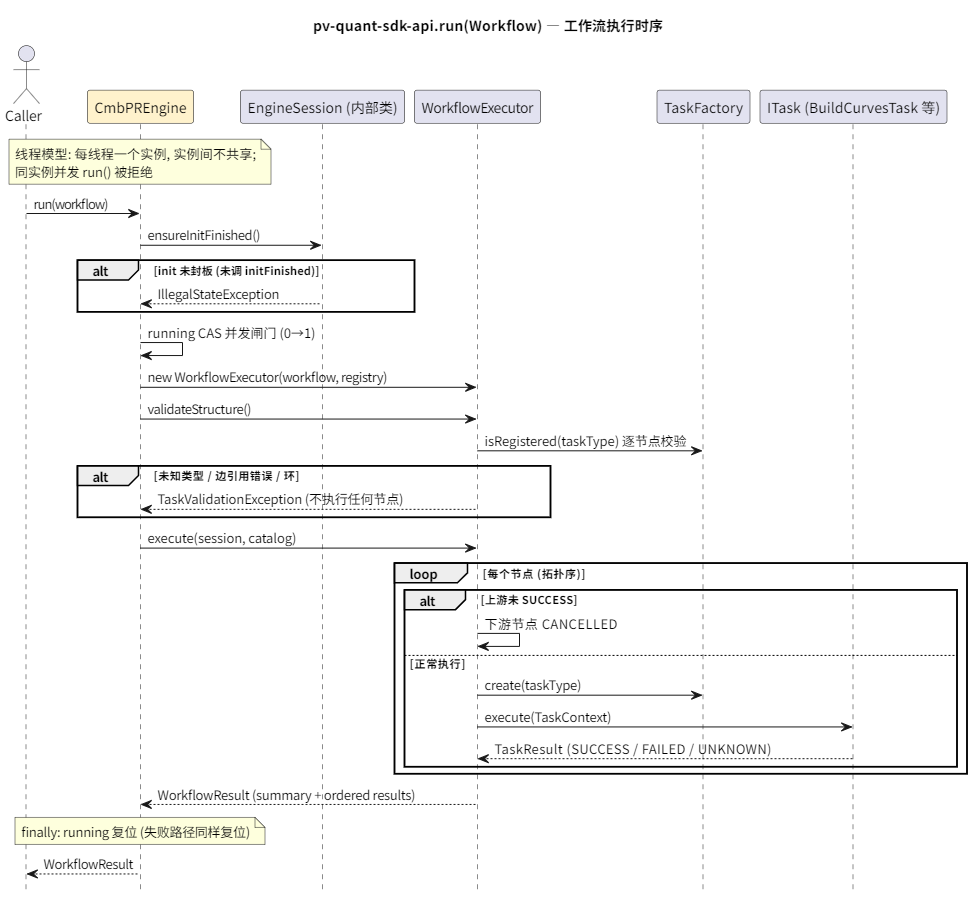 pv-quant-sdk-api.run(Workflow) — 工作流执行时序
Caller
CmbPREngine
EngineSession (内部类)
WorkflowExecutor
TaskFactory
ITask (BuildCurvesTask 等)
线程模型: 每线程一个实例, 实例间不共享;
同实例并发 run() 被拒绝
run(workflow)
ensureInitFinished()
alt
[init 未封板 (未调 initFinished)]
IllegalStateException
running CAS 并发闸门 (0→1)
new WorkflowExecutor(workflow, registry)
validateStructure()
isRegistered(taskType) 逐节点校验
alt
[未知类型 / 边引用错误 / 环]
TaskValidationException (不执行任何节点)
execute(session, catalog)
loop
[每个节点 (拓扑序)]
alt
[上游未 SUCCESS]
下游节点 CANCELLED
[正常执行]
create(taskType)
execute(TaskContext)
TaskResult (SUCCESS / FAILED / UNKNOWN)
WorkflowResult (summary + ordered results)
finally: running 复位 (失败路径同样复位)
WorkflowResult